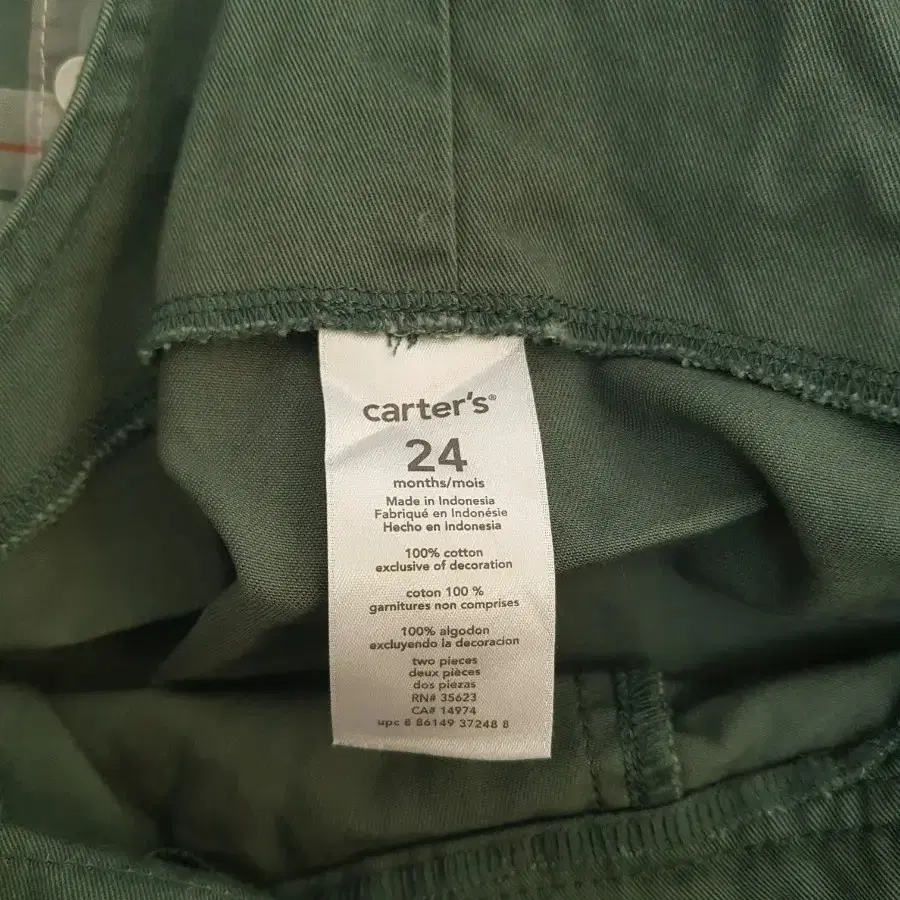 carter's®
24
months/mois
Made in Indonesia
Fabriqué en Indonésie
Hecho en Indonesia
100% cotton
exclusive of decoration
coton 100 %
garnitures non comprises
100% algodon
excluyendo la decoracion
two pieces
deux pièces
dos piezas
RN# 35623
CA# 14974
upc 8 86149 37248 8